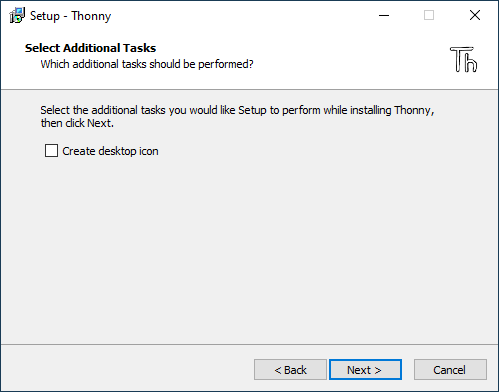 Setup - Thonny
Select Additional Tasks
Which additional tasks should be performed?
Th
Select the additional tasks you would like Setup to perform while installing Thonny,
then click Next.
Create desktop icon
< Back
Next >
Cancel